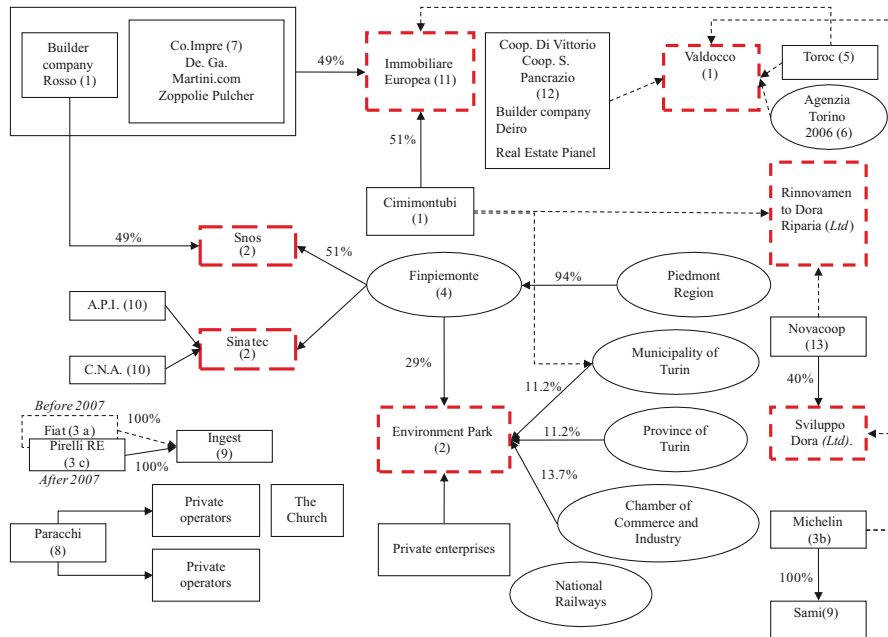 Builder
company
Rosso (1)
Co.Impre (7)
De. Ga.
Martini.com
Zoppolie Pulcher
49%
Immobiliare
Europea (11)
Coop. Di Vittorio
Coop. S.
Pancrazio
(12)
Builder company
Deiro
Real Estate Pianel
Valdocco
(1)
Toroc (5)
Agenzia
Torino
2006 (6)
51%
Cimimontubi
(1)
Rinnovamen
to Dora
Riparia (Ltd)
49%
Snos
(2)
51%
Finpiemonte
(4)
94%
Piedmont
Region
A.P.I. (10)
Sinatec
(2)
C.N.A. (10)
29%
Municipality of
Turin
Novacoop
(13)
40%
11.2%
Before 2007
100%
Fiat (3 a)
Pirelli RE
(3 c)
100%
After 2007
Ingest
(9)
Environment Park
(2)
11.2%
Province of
Turin
Sviluppo
Dora (Ltd).
13.7%
Private
operators
The
Church
Chamber of
Commerce and
Industry
Michelin
(3b)
Paracchi
(8)
Private enterprises
Private
operators
National
Railways
100%
Sami(9)